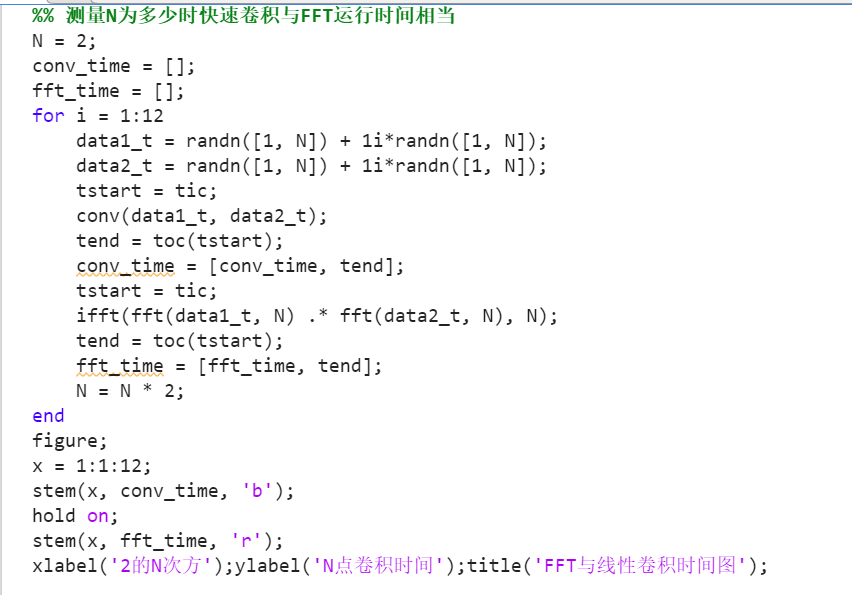 %% 测量N为多少时快速卷积与FFT运行时间相当
N = 2;
conv_time = [];
fft_time = [];
for i = 1:12
    data1_t = randn([1, N]) + 1i*randn([1, N]);
    data2_t = randn([1, N]) + 1i*randn([1, N]);
    tstart = tic;
    conv(data1_t, data2_t);
    tend = toc(tstart);
    conv_time = [conv_time, tend];
    tstart = tic;
    ifft(fft(data1_t, N) .* fft(data2_t, N), N);
    tend = toc(tstart);
    fft_time = [fft_time, tend];
    N = N * 2;
end
figure;
x = 1:1:12;
stem(x, conv_time, 'b');
hold on;
stem(x, fft_time, 'r');
xlabel('2的N次方');ylabel('N点卷积时间');title('FFT与线性卷积时间图');